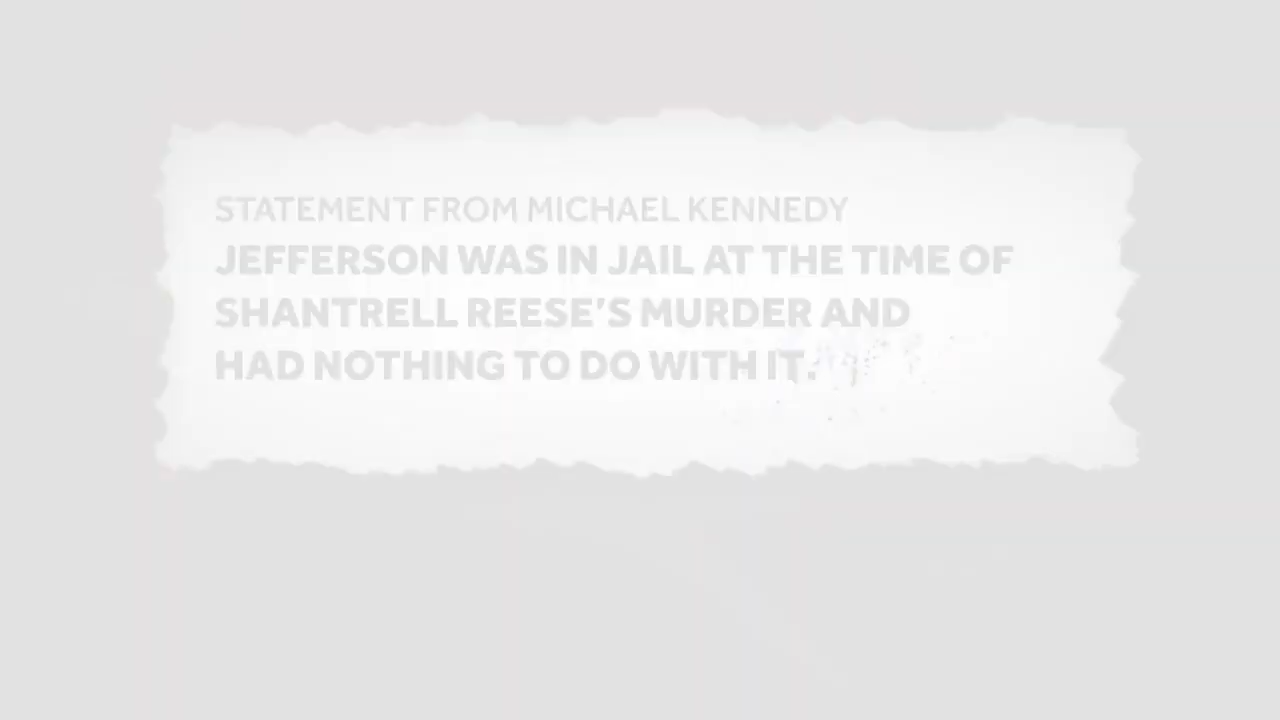 STATEMENT FROM MICHAEL KENNEDY
JEFFERSON WAS IN JAIL AT THE TIME OF
SHANTRELL REESE'S MURDER AND
HAD NOTHING TO DO WITH IT.